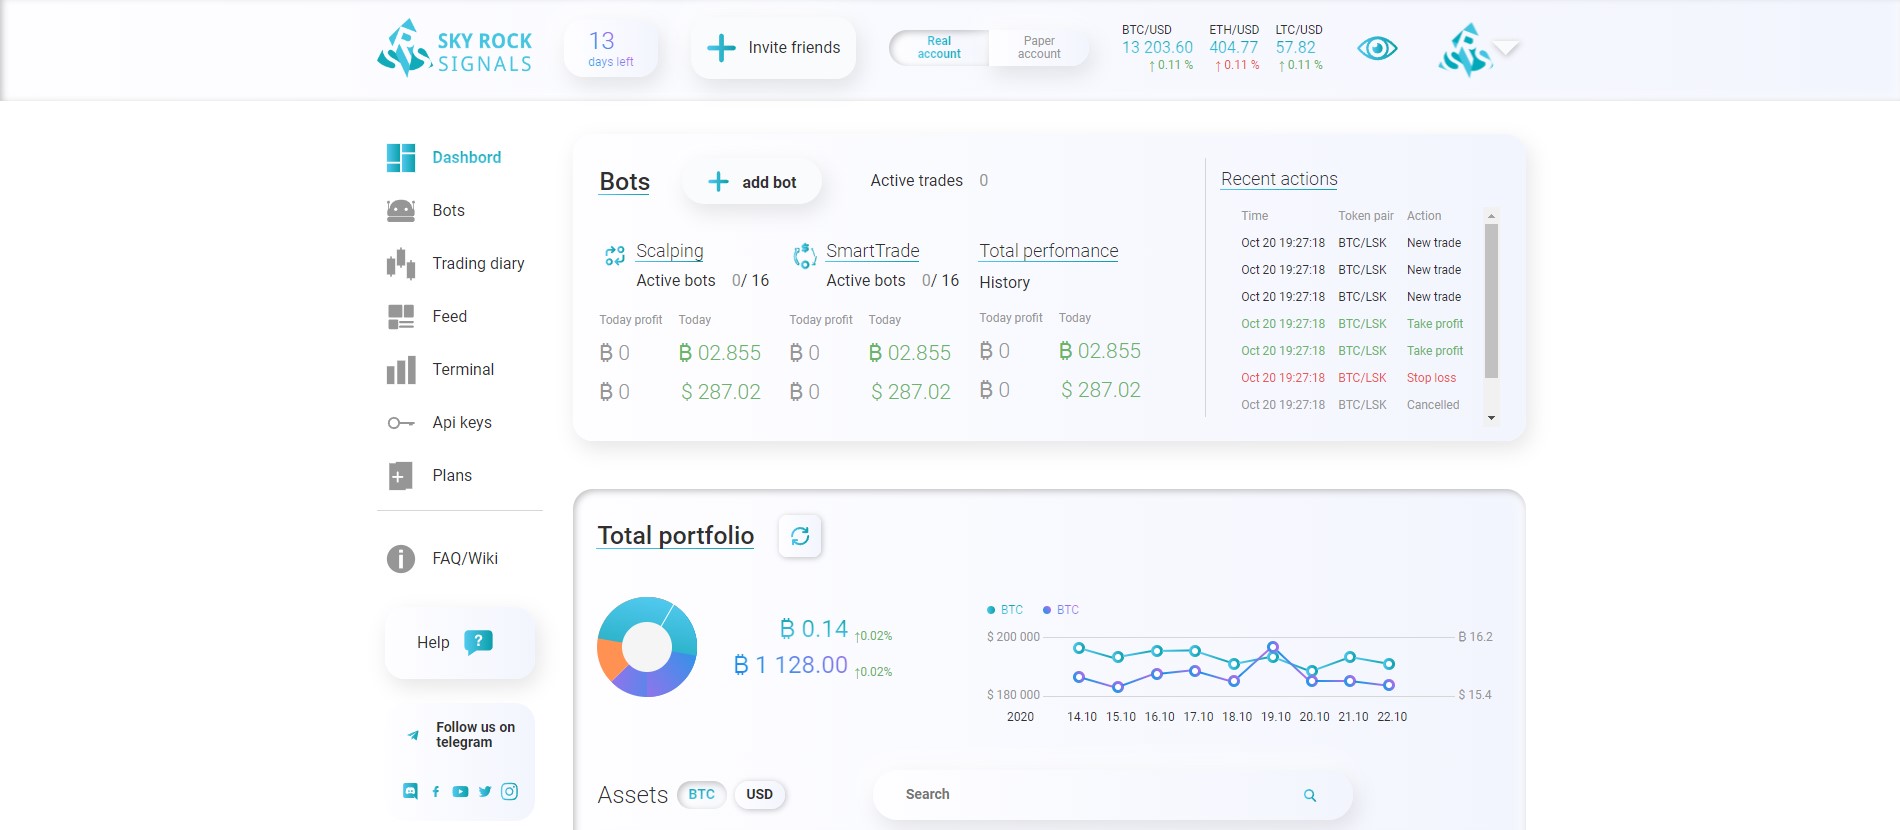 SKY ROCK
SIGNALS
13
days left
Invite friends
Real
account
Paper
account
BTC/USD
13 203.60
↑ 0.11 %
ETH/USD
404.77
↑ 0.11 %
LTC/USD
57.82
↑ 0.11 %
Dashbord
Bots
Trading diary
Feed
Terminal
Api keys
Plans
FAQ/Wiki
Help
?
Follow us on
telegram
Bots
add bot
Active trades 0
Scalping
Active bots 0/ 16
Today profit Today
₿ 0 ₿ 02.855
₿ 0 $ 287.02
SmartTrade
Active bots 0/ 16
Today profit Today
₿ 0 ₿ 02.855
₿ 0 $ 287.02
Total perfomance
History
Today profit Today
₿ 0 ₿ 02.855
₿ 0 $ 287.02
Recent actions
Time Token pair Action
Oct 20 19:27:18 BTC/LSK New trade
Oct 20 19:27:18 BTC/LSK New trade
Oct 20 19:27:18 BTC/LSK New trade
Oct 20 19:27:18 BTC/LSK Take profit
Oct 20 19:27:18 BTC/LSK Take profit
Oct 20 19:27:18 BTC/LSK Stop loss
Oct 20 19:27:18 BTC/LSK Cancelled
Total portfolio
₿ 0.14 ↑0.02%
₿ 1 128.00 ↑0.02%
BTC BTC
$ 200 000 ₿ 16.2
$ 180 000 $ 15.4
2020 14.10 15.10 16.10 17.10 18.10 19.10 20.10 21.10 22.10
Assets BTC USD
Search